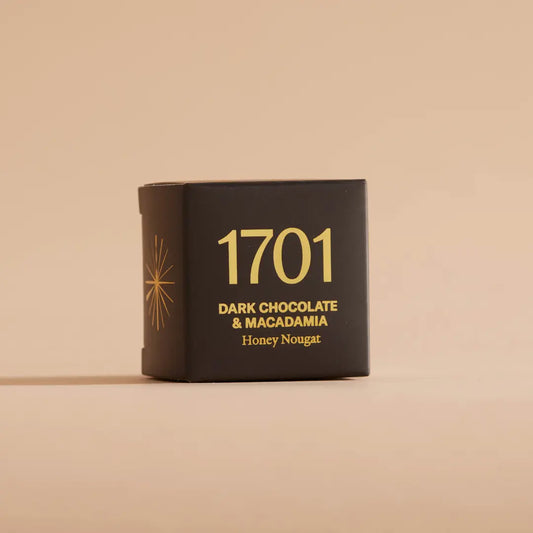 1701
DARK CHOCOLATE
& MACADAMIA
Honey Nougat